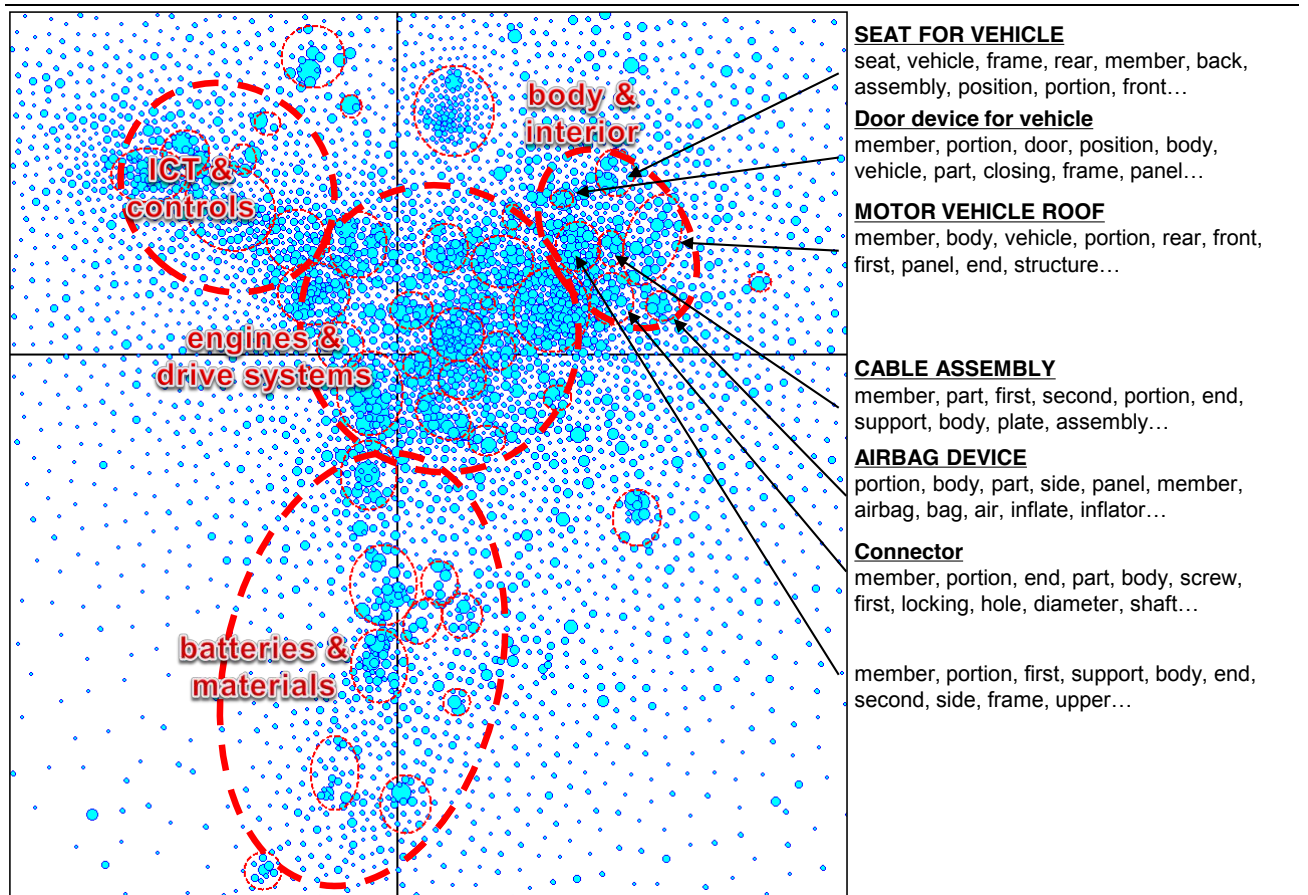 body &
interior
ICT &
controls
engines &
drive systems
batteries &
materials
SEAT FOR VEHICLE
seat, vehicle, frame, rear, member, back,
assembly, position, portion, front…
Door device for vehicle
member, portion, door, position, body,
vehicle, part, closing, frame, panel…
MOTOR VEHICLE ROOF
member, body, vehicle, portion, rear, front,
first, panel, end, structure…
CABLE ASSEMBLY
member, part, first, second, portion, end,
support, body, plate, assembly…
AIRBAG DEVICE
portion, body, part, side, panel, member,
airbag, bag, air, inflate, inflator…
Connector
member, portion, end, part, body, screw,
first, locking, hole, diameter, shaft…
member, portion, first, support, body, end,
second, side, frame, upper…